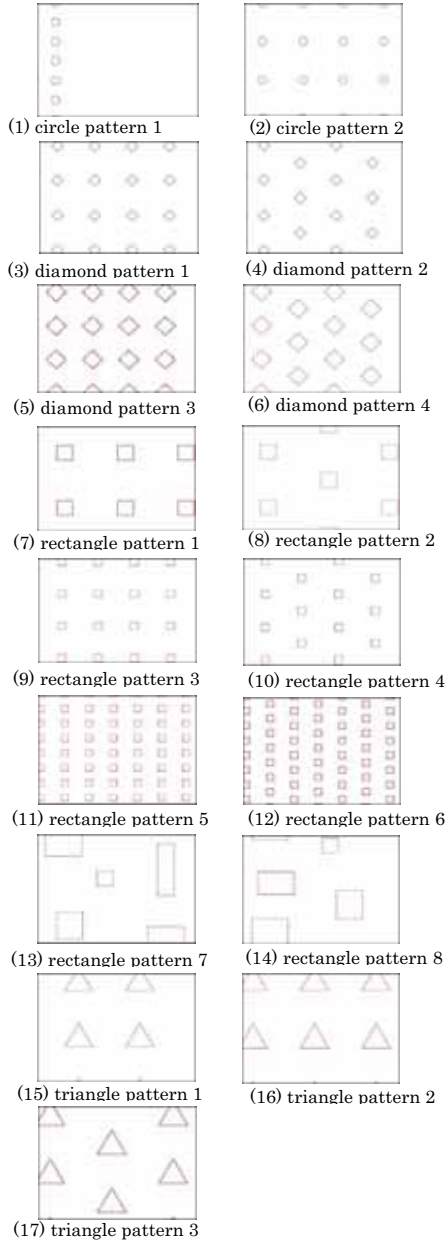 (1) circle pattern 1
(2) circle pattern 2
(3) diamond pattern 1
(4) diamond pattern 2
(5) diamond pattern 3
(6) diamond pattern 4
(7) rectangle pattern 1
(8) rectangle pattern 2
(9) rectangle pattern 3
(10) rectangle pattern 4
(11) rectangle pattern 5
(12) rectangle pattern 6
(13) rectangle pattern 7
(14) rectangle pattern 8
(15) triangle pattern 1
(16) triangle pattern 2
(17) triangle pattern 3